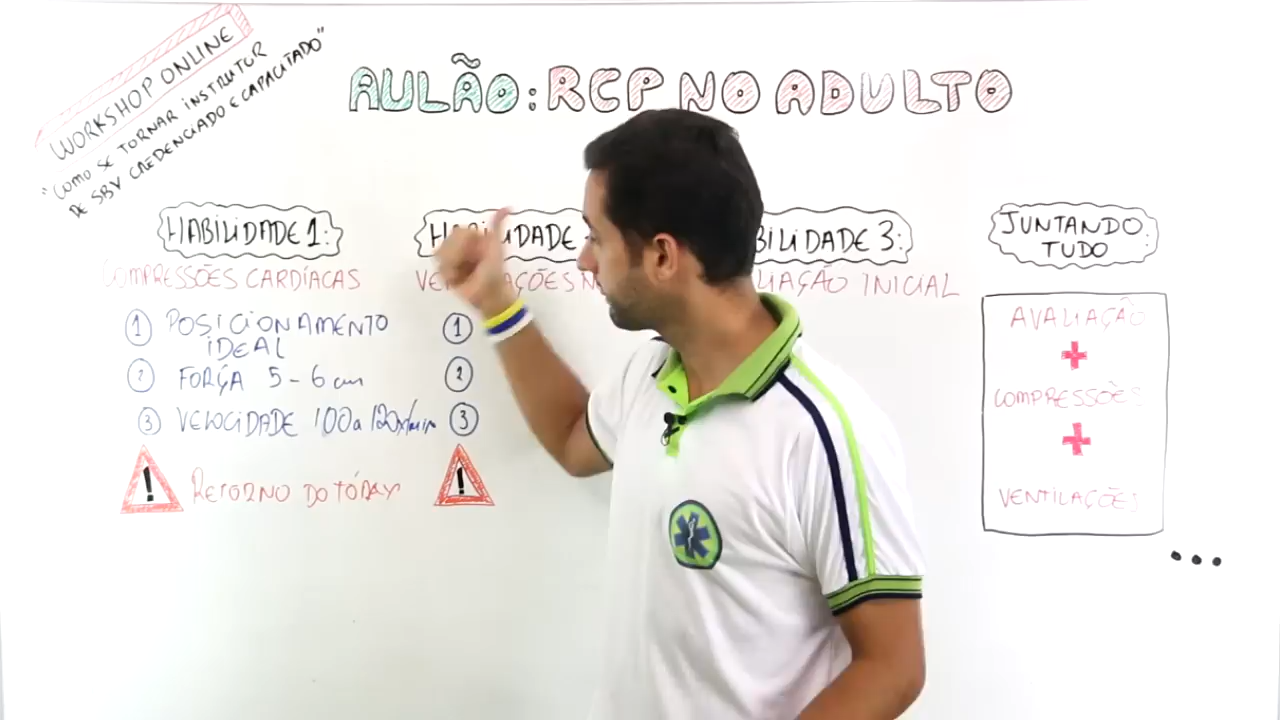 WORKSHOP ONLINE
"COMO SE TORNAR INSTRUTOR
DE SBV CREDENCIADO E CAPACITADO"
AULÃO: RCP NO ADULTO
HABILIDADE 1:
COMPRESSÕES CARDÍACAS
1 POSICIONAMENTO
IDEAL
2 FORÇA 5-6 cm
3 VELOCIDADE 100 a 120x/min
! RETORNO DO TÓRAX
HABILIDADE
1
2
3
!
BILIDADE 3:
LIAÇÃO INICIAL
JUNTANDO
TUDO
AVALIAÇÃO
+
COMPRESSÕES
+
VENTILAÇÕES
...